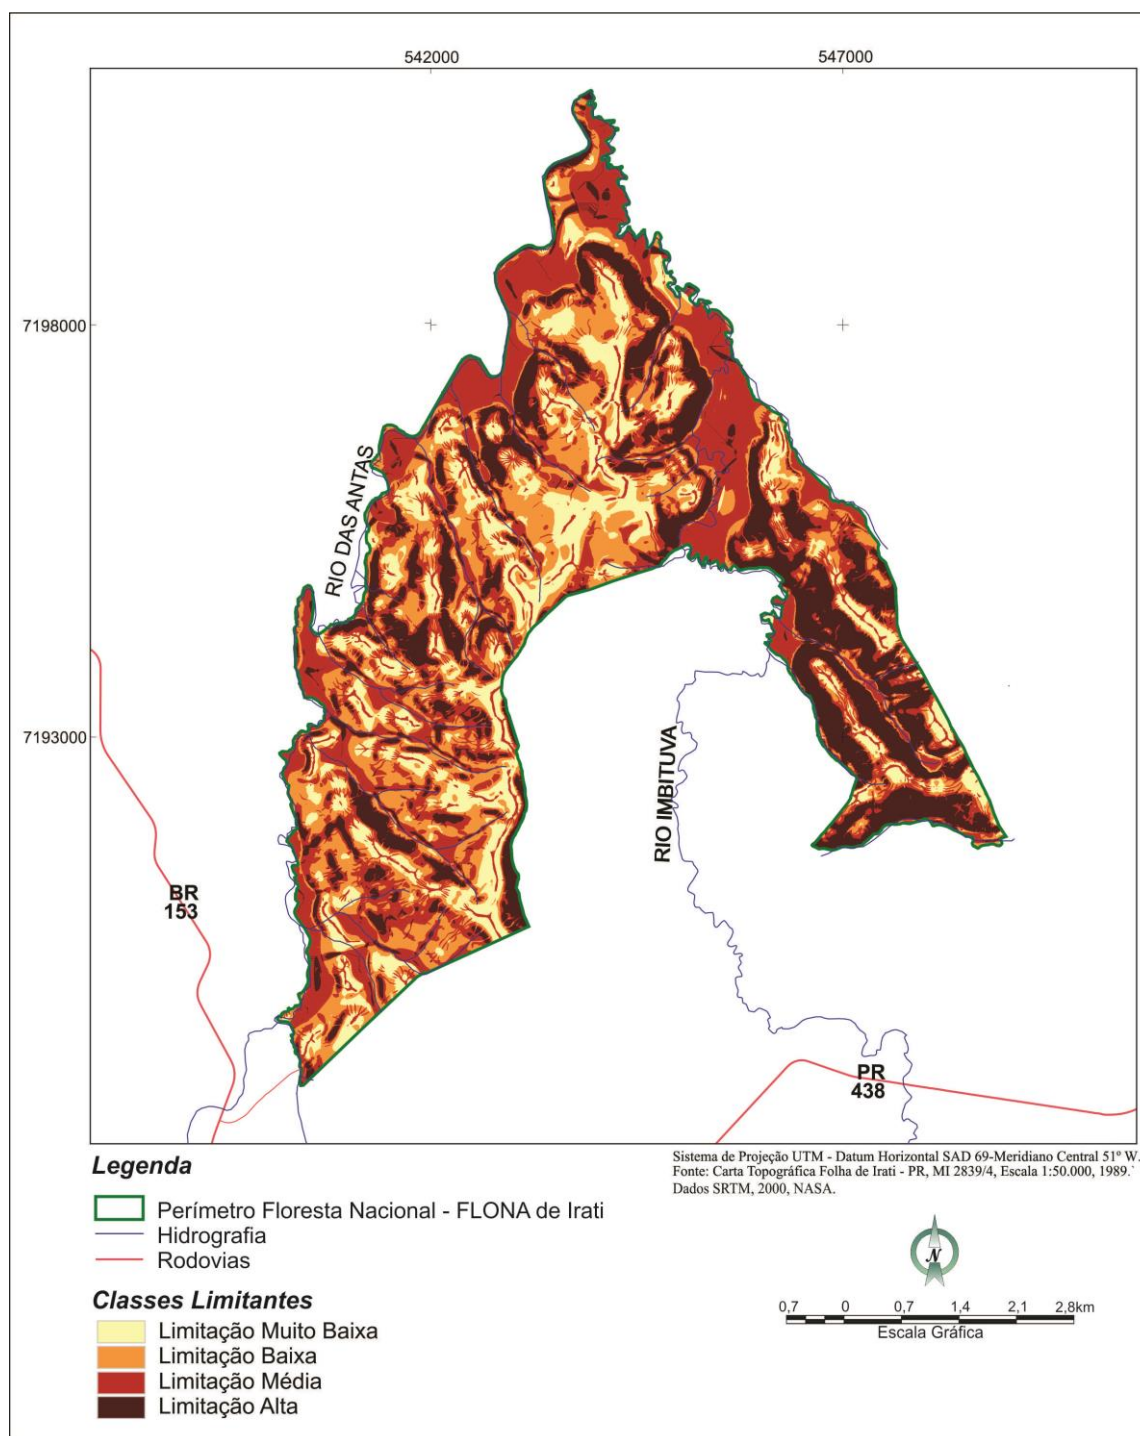 542000
547000
7198000
RIO DAS ANTAS
7193000
RIO IMBITUVA
BR
153
PR
438
Legenda
Perímetro Floresta Nacional - FLONA de Irati
Hidrografia
Rodovias
Classes Limitantes
Limitação Muito Baixa
Limitação Baixa
Limitação Média
Limitação Alta
Sistema de Projeção UTM - Datum Horizontal SAD 69-Meridiano Central 51º W.
Fonte: Carta Topográfica Folha de Irati - PR, MI 2839/4, Escala 1:50.000, 1989.
Dados SRTM, 2000, NASA.
N
0,7 0 0,7 1,4 2,1 2,8km
Escala Gráfica